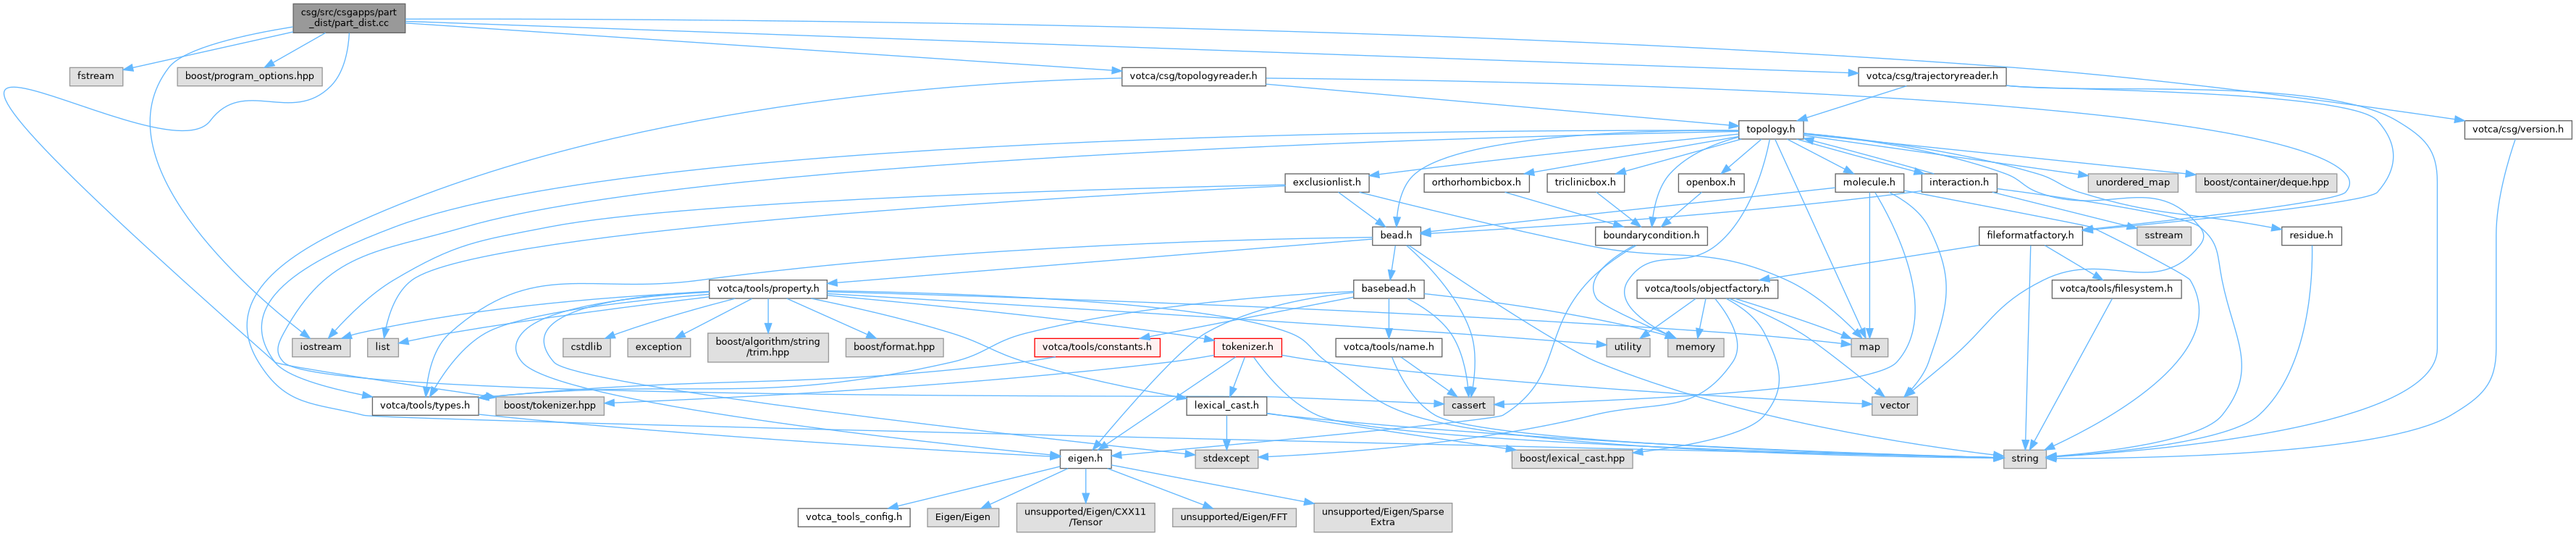 csg/src/csgapps/part
_dist/part_dist.cc
fstream
boost/program_options.hpp
votca/csg/topologyreader.h
votca/csg/trajectoryreader.h
topology.h
votca/csg/version.h
exclusionlist.h
orthorhombicbox.h
triclinicbox.h
openbox.h
molecule.h
interaction.h
unordered_map
boost/container/deque.hpp
bead.h
boundarycondition.h
fileformatfactory.h
sstream
residue.h
votca/tools/property.h
basebead.h
votca/tools/objectfactory.h
votca/tools/filesystem.h
iostream
list
cstdlib
exception
boost/algorithm/string
/trim.hpp
boost/format.hpp
votca/tools/constants.h
tokenizer.h
votca/tools/name.h
utility
memory
map
votca/tools/types.h
boost/tokenizer.hpp
lexical_cast.h
cassert
vector
eigen.h
stdexcept
boost/lexical_cast.hpp
string
votca_tools_config.h
Eigen/Eigen
unsupported/Eigen/CXX11
/Tensor
unsupported/Eigen/FFT
unsupported/Eigen/Sparse
Extra